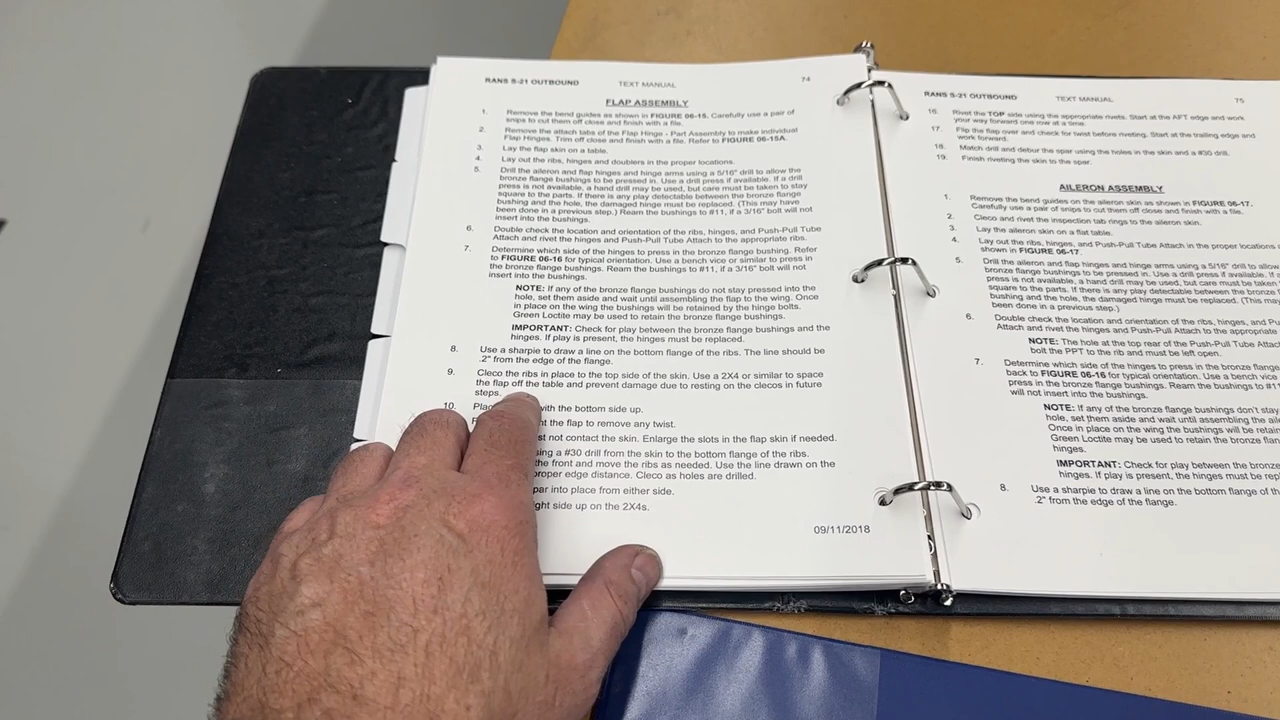 RANS S-21 OUTBOUND TEXT MANUAL 74
FLAP ASSEMBLY
1. Remove the bend guides as shown in FIGURE 06-15. Carefully use a pair of
snips to cut them off close and finish with a file.
2. Remove the attach tabs of the Flap Hinge - Part Assembly to make individual
Flap Hinges. Trim off close and finish with a file. Refer to FIGURE 06-15A.
3. Lay the flap skin on a table.
4. Lay out the ribs, hinges and doublers in the proper locations.
5. Drill the aileron and flap hinges and hinge arms using a 5/16" drill to allow the
bronze flange bushings to be pressed in. Use a drill press if available. If a drill
press is not available, a hand drill may be used, but care must be taken to stay
square to the parts. If there is any play detectable between the bronze flange
bushing and the hole, the damaged hinge must be replaced. (This may have
been done in a previous step.) Ream the bushings to #11, if a 3/16" bolt will not
insert into the bushings.
6. Double check the location and orientation of the ribs, hinges, and Push-Pull Tube
Attach and rivet the hinges and Push-Pull Tube Attach to the appropriate ribs.
7. Determine which side of the hinges to press in the bronze flange bushing. Refer
to FIGURE 06-16 for typical orientation. Use a bench vice or similar to press in
the bronze flange bushings. Ream the bushings to #11, if a 3/16" bolt will not
insert into the bushings.
NOTE: If any of the bronze flange bushings do not stay pressed into the
hole, set them aside and wait until assembling the flap to the wing. Once
in place on the wing the bushings will be retained by the hinge bolts.
Green Loctite may be used to retain the bronze flange bushings.
IMPORTANT: Check for play between the bronze flange bushings and the
hinges. If play is present, the hinges must be replaced.
8. Use a sharpie to draw a line on the bottom flange of the ribs. The line should be
.2" from the edge of the flange.
9. Cleco the ribs in place to the top side of the skin. Use a 2X4 or similar to space
the flap off the table and prevent damage due to resting on the clecos in future
steps.
10. with the bottom side up.
the flap to remove any twist.
not contact the skin. Enlarge the slots in the flap skin if needed.
using a #30 drill from the skin to the bottom flange of the ribs.
the front and move the ribs as needed. Use the line drawn on the
proper edge distance. Cleco as holes are drilled.
into place from either side.
side up on the 2X4s.
09/11/2018
RANS S-21 OUTBOUND TEXT MANUAL 75
16. Rivet the TOP side using the appropriate rivets. Start at the AFT edge and work
your way forward one row at a time.
17. Flip the flap over and check for twist before riveting. Start at the trailing edge and
work forward.
18. Match drill and debur the spar using the holes in the skin and a #30 drill.
19. Finish riveting the skin to the spar.
AILERON ASSEMBLY
1. Remove the bend guides on the aileron skin as shown in FIGURE 06-17.
Carefully use a pair of snips to cut them off close and finish with a file.
2. Cleco and rivet the inspection tab rings to the aileron skin.
3. Lay the aileron skin on a flat table.
4. Lay out the ribs, hinges, and Push-Pull Tube Attach in the proper locations
shown in FIGURE 06-17.
5. Drill the aileron and flap hinges and hinge arms using a 5/16" drill to allow
bronze flange bushings to be pressed in. Use a drill press if available. If
press is not available, a hand drill may be used, but care must be taken
square to the parts. If there is any play detectable between the bronze
bushing and the hole, the damaged hinge must be replaced. (This may
been done in a previous step.)
6. Double check the location and orientation of the ribs, hinges, and
Attach and rivet the hinges and Push-Pull Attach to the appropriate
NOTE: The hole at the top rear of the Push-Pull Tube
bolt the PPT to the rib and must be left open.
7. Determine which side of the hinges to press in the bronze flange
back to FIGURE 06-16 for typical orientation. Use a bench vice
press in the bronze flange bushings. Ream the bushings to
will not insert into the bushings.
NOTE: If any of the bronze flange bushings don't stay
hole, set them aside and wait until assembling the
Once in place on the wing the bushings will be
Green Loctite may be used to retain the bronze
hinges.
IMPORTANT: Check for play between the bronze
hinges. If play is present, the hinges must be
8. Use a sharpie to draw a line on the bottom flange of
.2" from the edge of the flange.